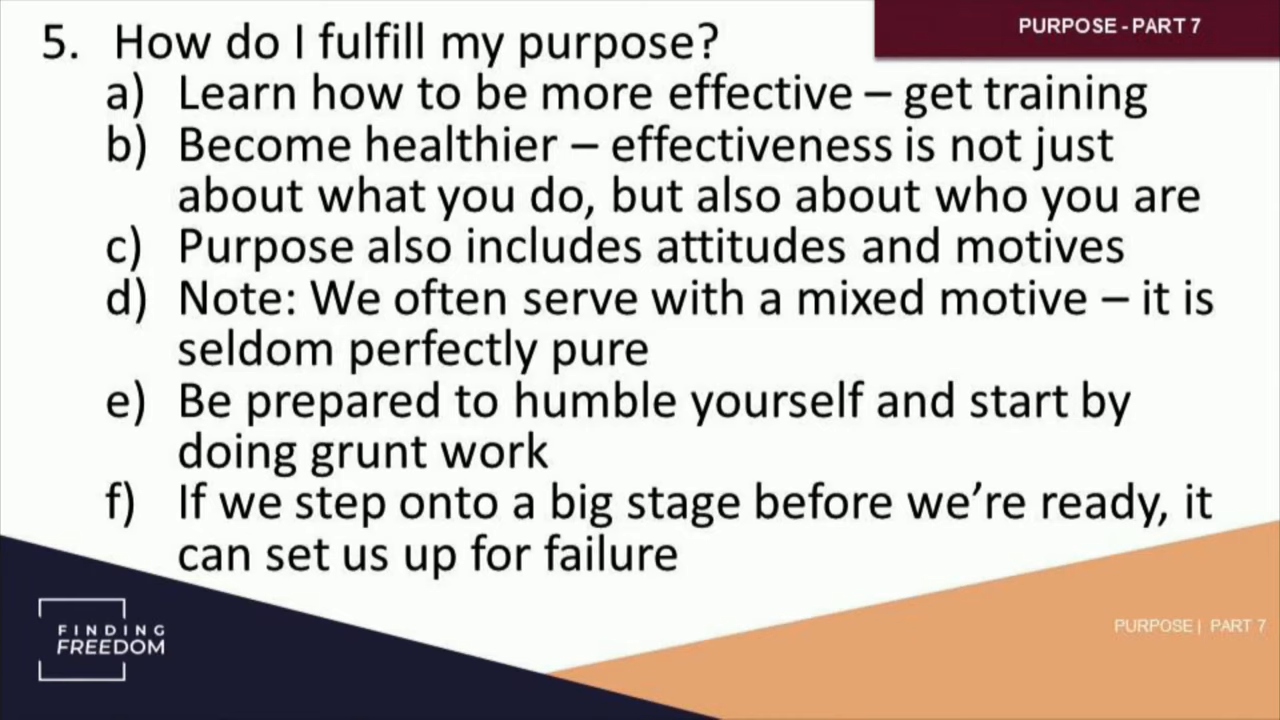 PURPOSE - PART 7
5. How do I fulfill my purpose?
a) Learn how to be more effective – get training
b) Become healthier – effectiveness is not just
about what you do, but also about who you are
c) Purpose also includes attitudes and motives
d) Note: We often serve with a mixed motive – it is
seldom perfectly pure
e) Be prepared to humble yourself and start by
doing grunt work
f) If we step onto a big stage before we’re ready, it
can set us up for failure
FINDING
FREEDOM
PURPOSE | PART 7